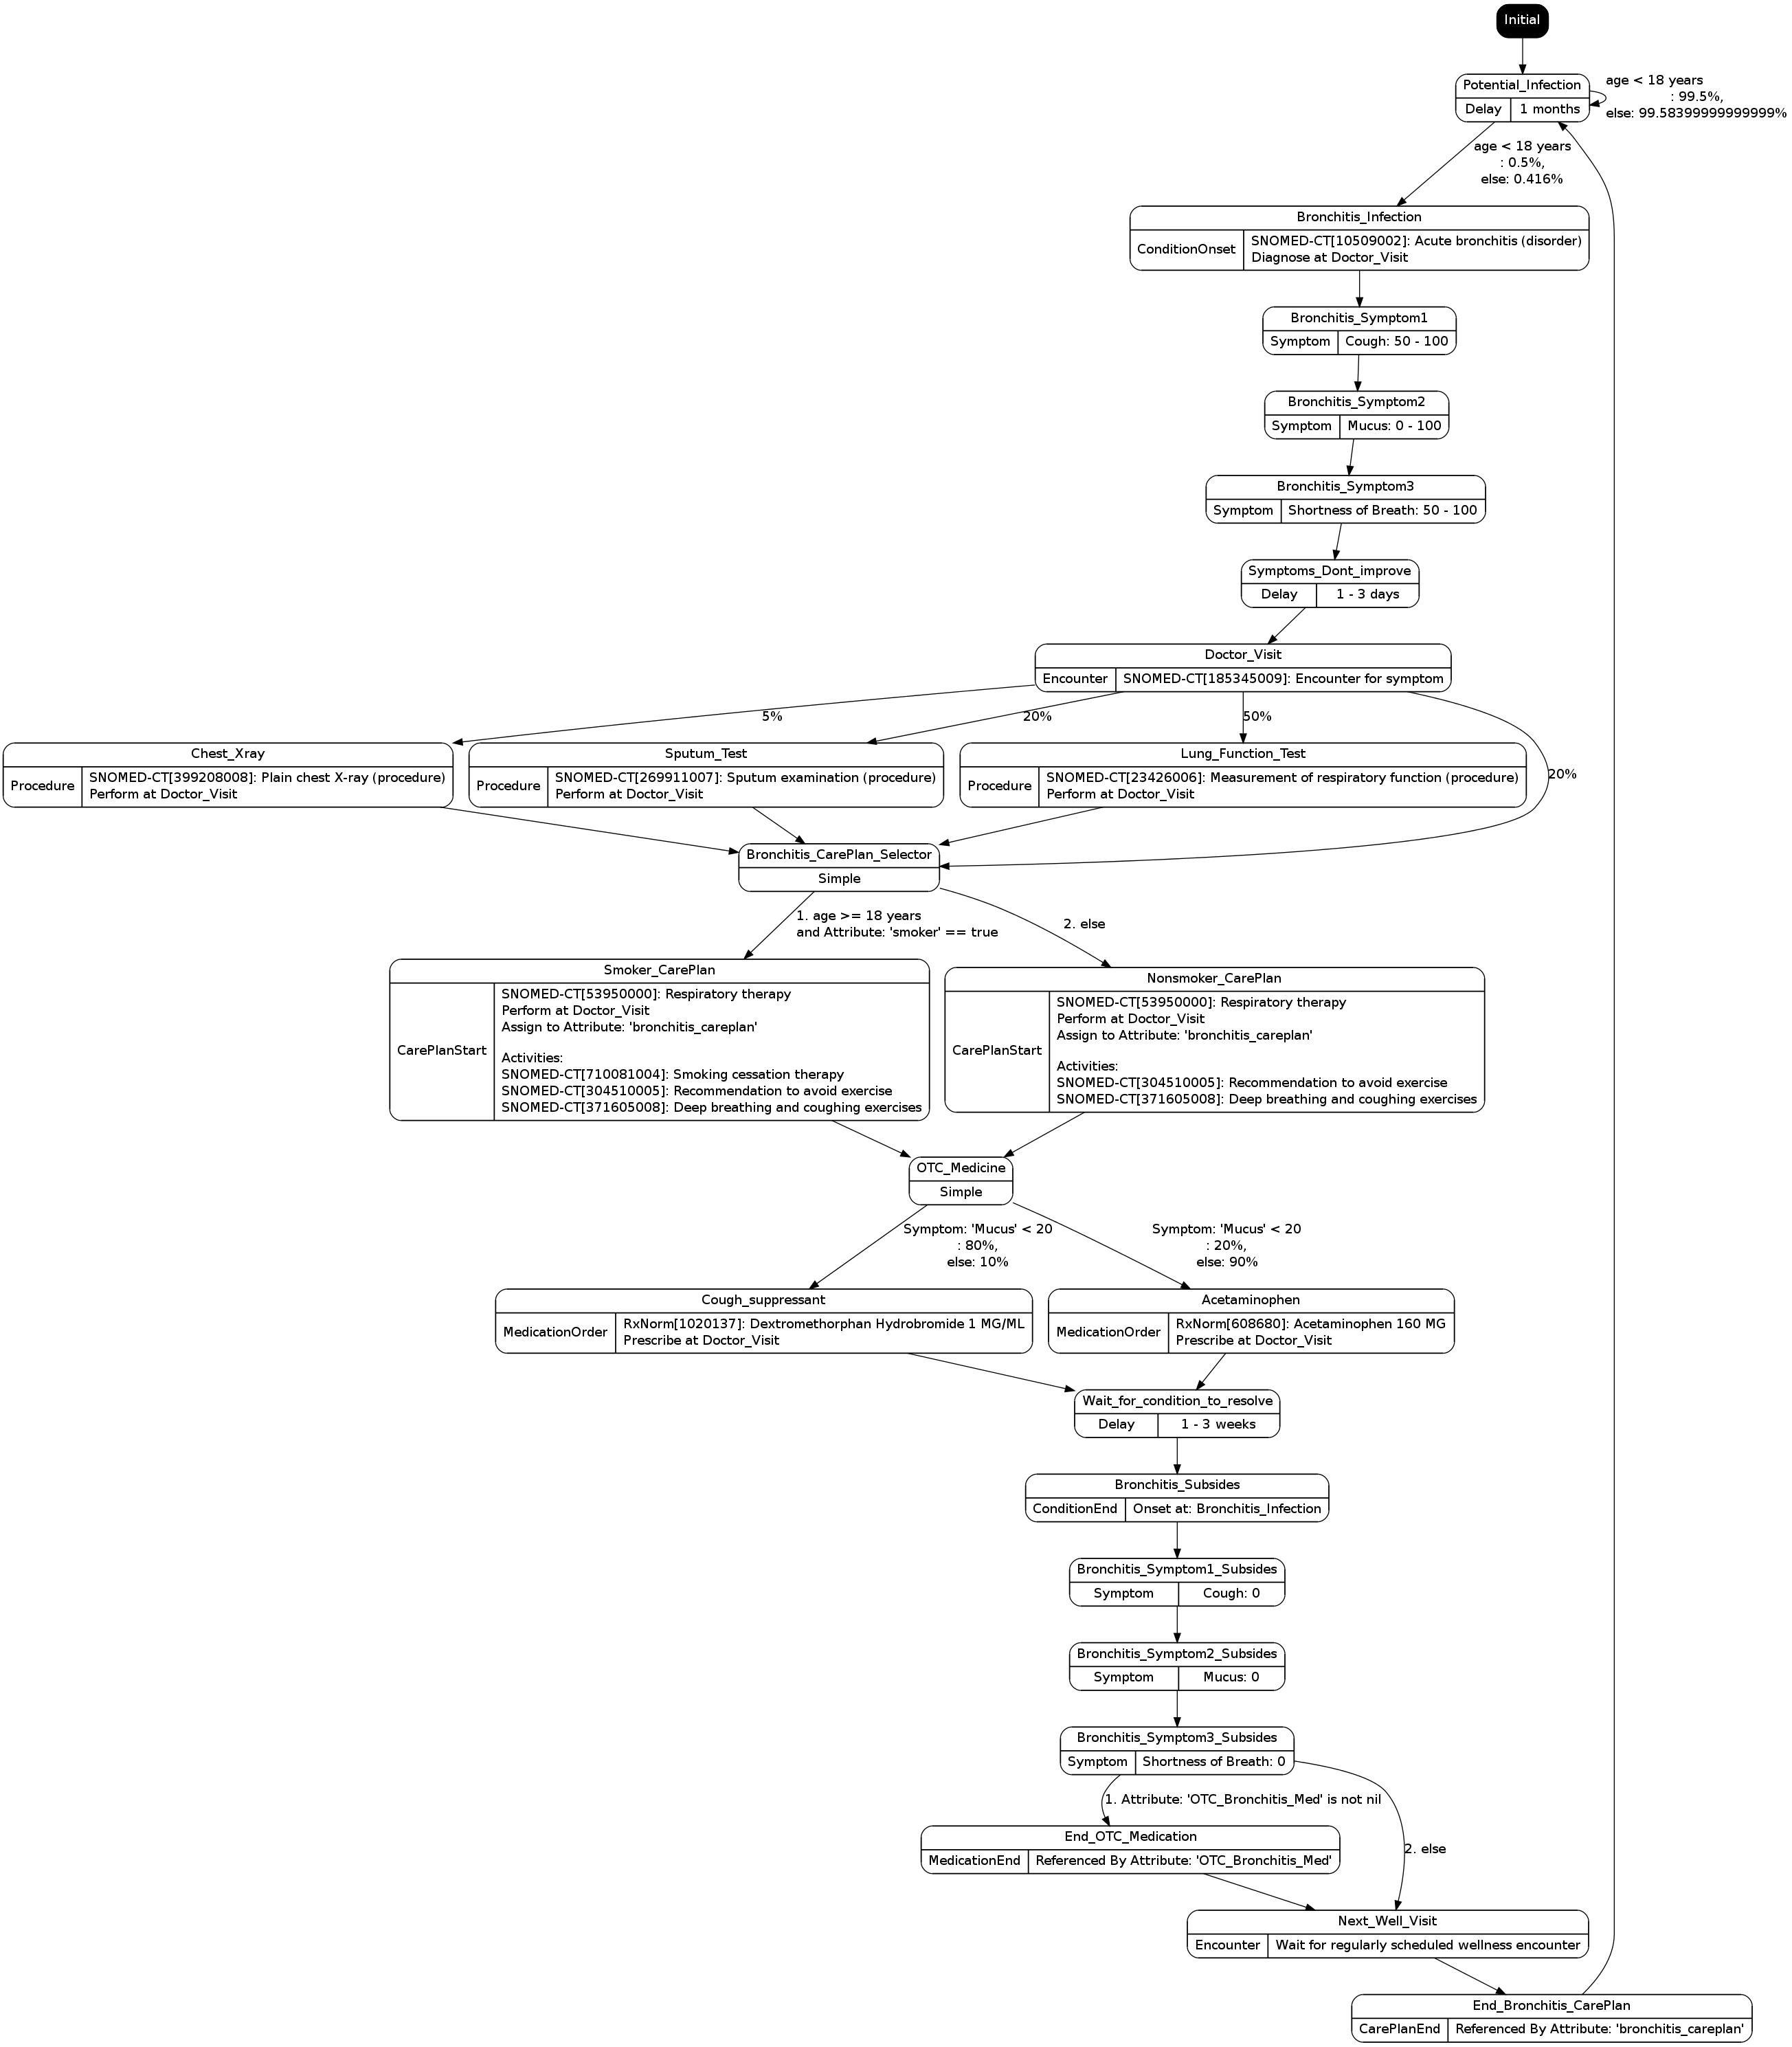 Initial
Potential_Infection
Delay 1 months
age < 18 years
: 99.5%,
else: 99.58399999999999%
age < 18 years
: 0.5%,
else: 0.416%
Bronchitis_Infection
ConditionOnset
SNOMED-CT[10509002]: Acute bronchitis (disorder)
Diagnose at Doctor_Visit
Bronchitis_Symptom1
Symptom Cough: 50 - 100
Bronchitis_Symptom2
Symptom Mucus: 0 - 100
Bronchitis_Symptom3
Symptom Shortness of Breath: 50 - 100
Symptoms_Dont_improve
Delay 1 - 3 days
Doctor_Visit
Encounter SNOMED-CT[185345009]: Encounter for symptom
5%
20%
50%
20%
Chest_Xray
Procedure
SNOMED-CT[399208008]: Plain chest X-ray (procedure)
Perform at Doctor_Visit
Sputum_Test
Procedure
SNOMED-CT[269911007]: Sputum examination (procedure)
Perform at Doctor_Visit
Lung_Function_Test
Procedure
SNOMED-CT[23426006]: Measurement of respiratory function (procedure)
Perform at Doctor_Visit
Bronchitis_CarePlan_Selector
Simple
1. age >= 18 years
and Attribute: 'smoker' == true
2. else
Smoker_CarePlan
CarePlanStart
SNOMED-CT[53950000]: Respiratory therapy
Perform at Doctor_Visit
Assign to Attribute: 'bronchitis_careplan'
Activities:
SNOMED-CT[710081004]: Smoking cessation therapy
SNOMED-CT[304510005]: Recommendation to avoid exercise
SNOMED-CT[371605008]: Deep breathing and coughing exercises
Nonsmoker_CarePlan
CarePlanStart
SNOMED-CT[53950000]: Respiratory therapy
Perform at Doctor_Visit
Assign to Attribute: 'bronchitis_careplan'
Activities:
SNOMED-CT[304510005]: Recommendation to avoid exercise
SNOMED-CT[371605008]: Deep breathing and coughing exercises
OTC_Medicine
Simple
Symptom: 'Mucus' < 20
: 80%,
else: 10%
Symptom: 'Mucus' < 20
: 20%,
else: 90%
Cough_suppressant
MedicationOrder
RxNorm[1020137]: Dextromethorphan Hydrobromide 1 MG/ML
Prescribe at Doctor_Visit
Acetaminophen
MedicationOrder
RxNorm[608680]: Acetaminophen 160 MG
Prescribe at Doctor_Visit
Wait_for_condition_to_resolve
Delay 1 - 3 weeks
Bronchitis_Subsides
ConditionEnd Onset at: Bronchitis_Infection
Bronchitis_Symptom1_Subsides
Symptom Cough: 0
Bronchitis_Symptom2_Subsides
Symptom Mucus: 0
Bronchitis_Symptom3_Subsides
Symptom Shortness of Breath: 0
1. Attribute: 'OTC_Bronchitis_Med' is not nil
2. else
End_OTC_Medication
MedicationEnd Referenced By Attribute: 'OTC_Bronchitis_Med'
Next_Well_Visit
Encounter Wait for regularly scheduled wellness encounter
End_Bronchitis_CarePlan
CarePlanEnd Referenced By Attribute: 'bronchitis_careplan'